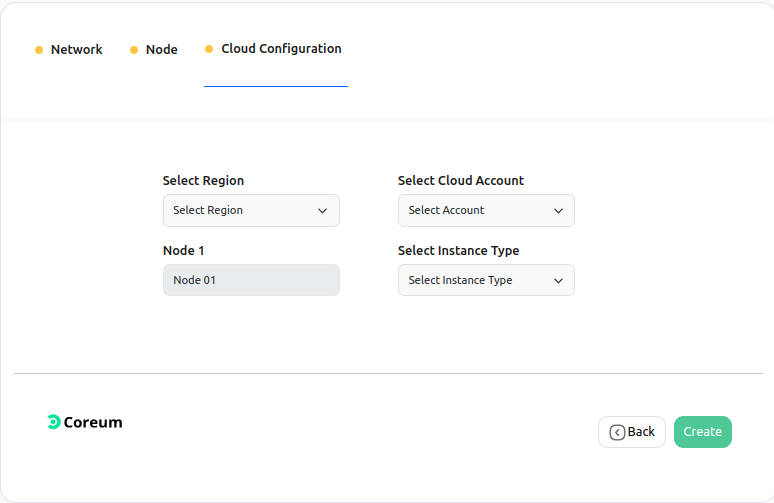 Network
Node
Cloud Configuration
Select Region
Select Cloud Account
Select Region
Select Account
Node 1
Select Instance Type
Node 01
Select Instance Type
Coreum
Back
Create